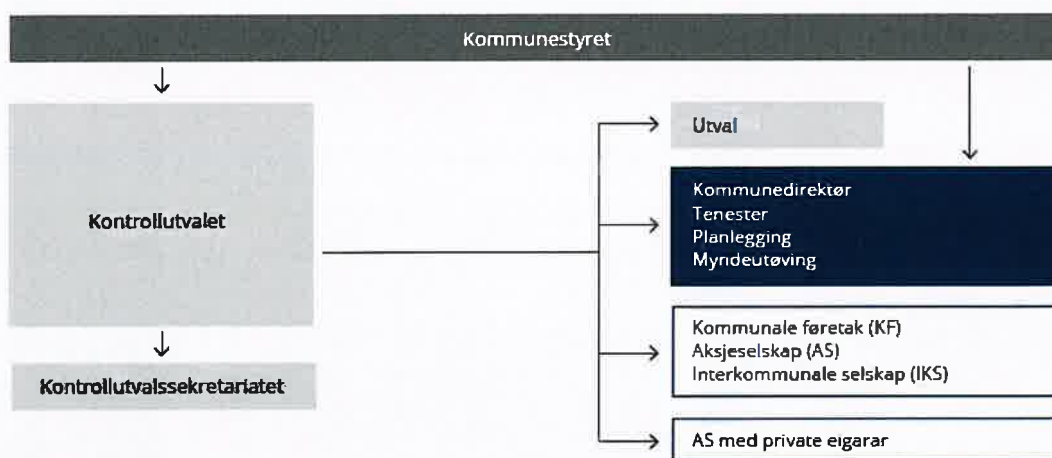 Kommunestyret
Kontrollutvalet
Kontrollutvalssekretariatet
Utval
Kommunedirektør
Tenester
Planlegging
Myndeutøving
Kommunale føretak (KF)
Aksjeselskap (AS)
Interkommunale selskap (IKS)
AS med private eigarar